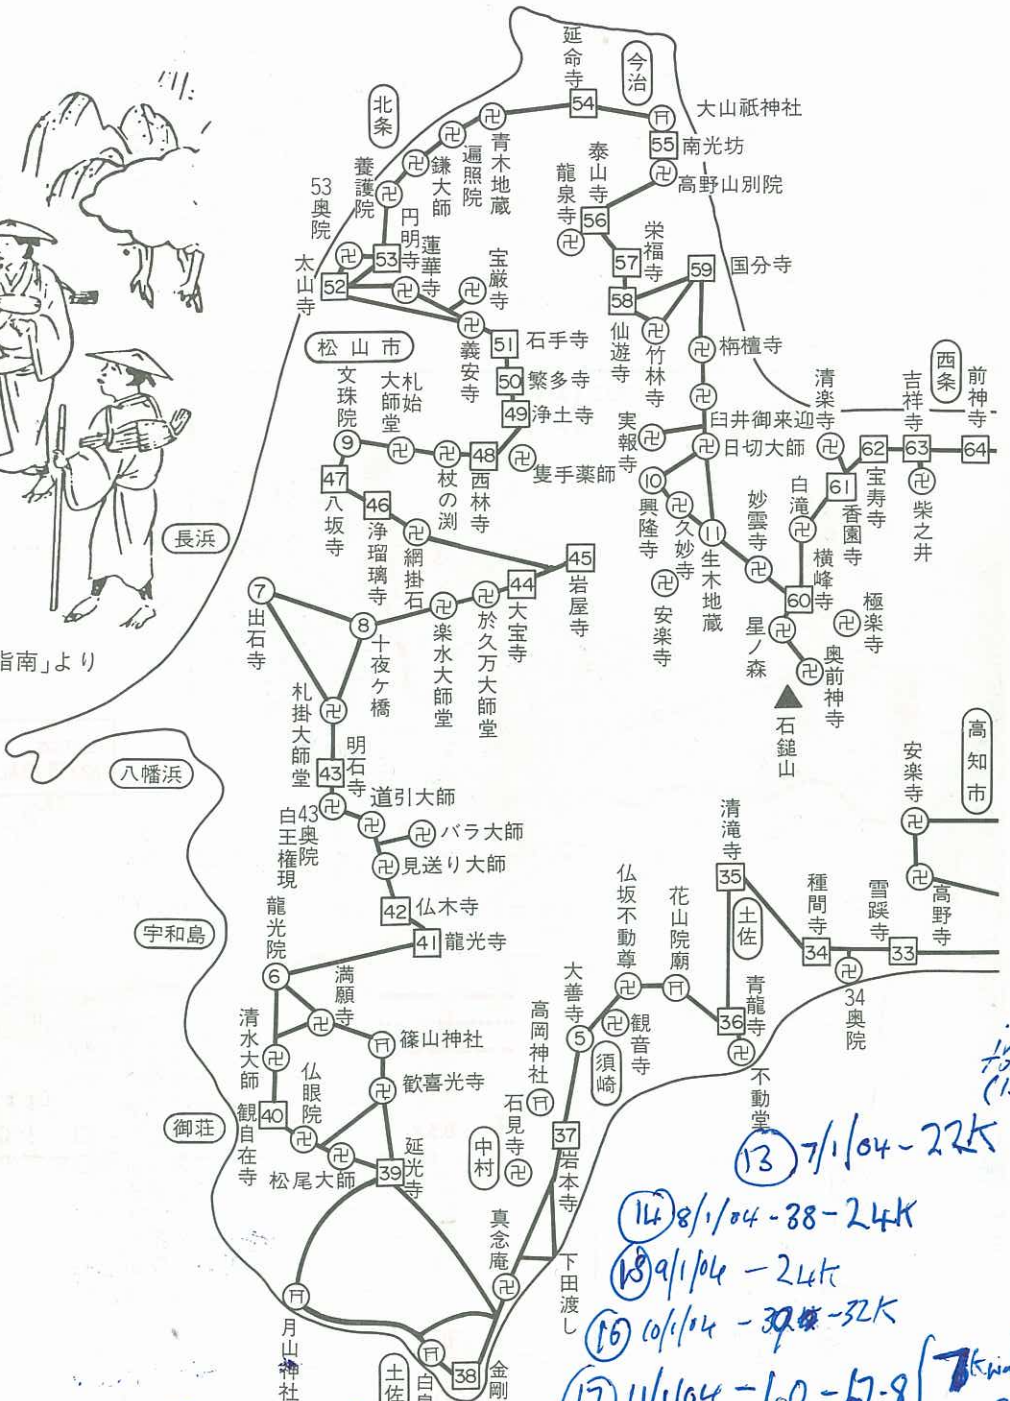 延命寺
今治
54
大山祇神社
北条
55
南光坊
高野山別院
青木地蔵
遍照院
鎌大師
養護院
53奥院
円明寺
53
太山寺
52
蓮華寺
宝厳寺
義安寺
泰山寺
龍泉寺
56
栄福寺
57
58
仙遊寺
竹林寺
59
国分寺
栴檀寺
臼井御来迎
日切大師
実報寺
⑩
興隆寺
久妙寺
⑪
生木地蔵
安楽寺
妙雲寺
白滝
清楽寺
吉祥寺
西条
前神寺
62
63
64
61
宝寿寺
香園寺
柴之井
横峰寺
60
極楽寺
星ノ森
奥前神寺
石鎚山
松山市
51
石手寺
50
繁多寺
49
浄土寺
文珠院
大師堂
札始
⑨
48
西林寺
杖の渕
隻手薬師
47
八坂寺
46
浄瑠璃寺
網掛石
45
岩屋寺
44
大宝寺
於久万大師堂
楽水大師堂
⑧
十夜ケ橋
⑦
出石寺
長浜
指南」より
札掛大師堂
八幡浜
明石寺
43
43奥院
白王権現
道引大師
バラ大師
見送り大師
42
仏木寺
41
龍光寺
宇和島
龍光院
⑥
満願寺
篠山神社
歓喜光寺
清水大師
仏眼院
御荘
40
観自在寺
松尾大師
39
延光寺
高知市
安楽寺
高野寺
清滝寺
35
土佐
種間寺
34
34奥院
雪蹊寺
33
青龍寺
36
不動堂
仏坂不動尊
花山院廟
観音寺
大善寺
⑤
須崎
高岡神社
石見寺
中村
37
岩本寺
真念庵
下田渡し
月山神社
38
金剛
土佐
⑬ 7/1/04 - 22K
⑭ 8/1/04 - 38 - 24K
9/1/04 - 24K
⑯ 10/1/04 - 32K
⑰ 11/1/04